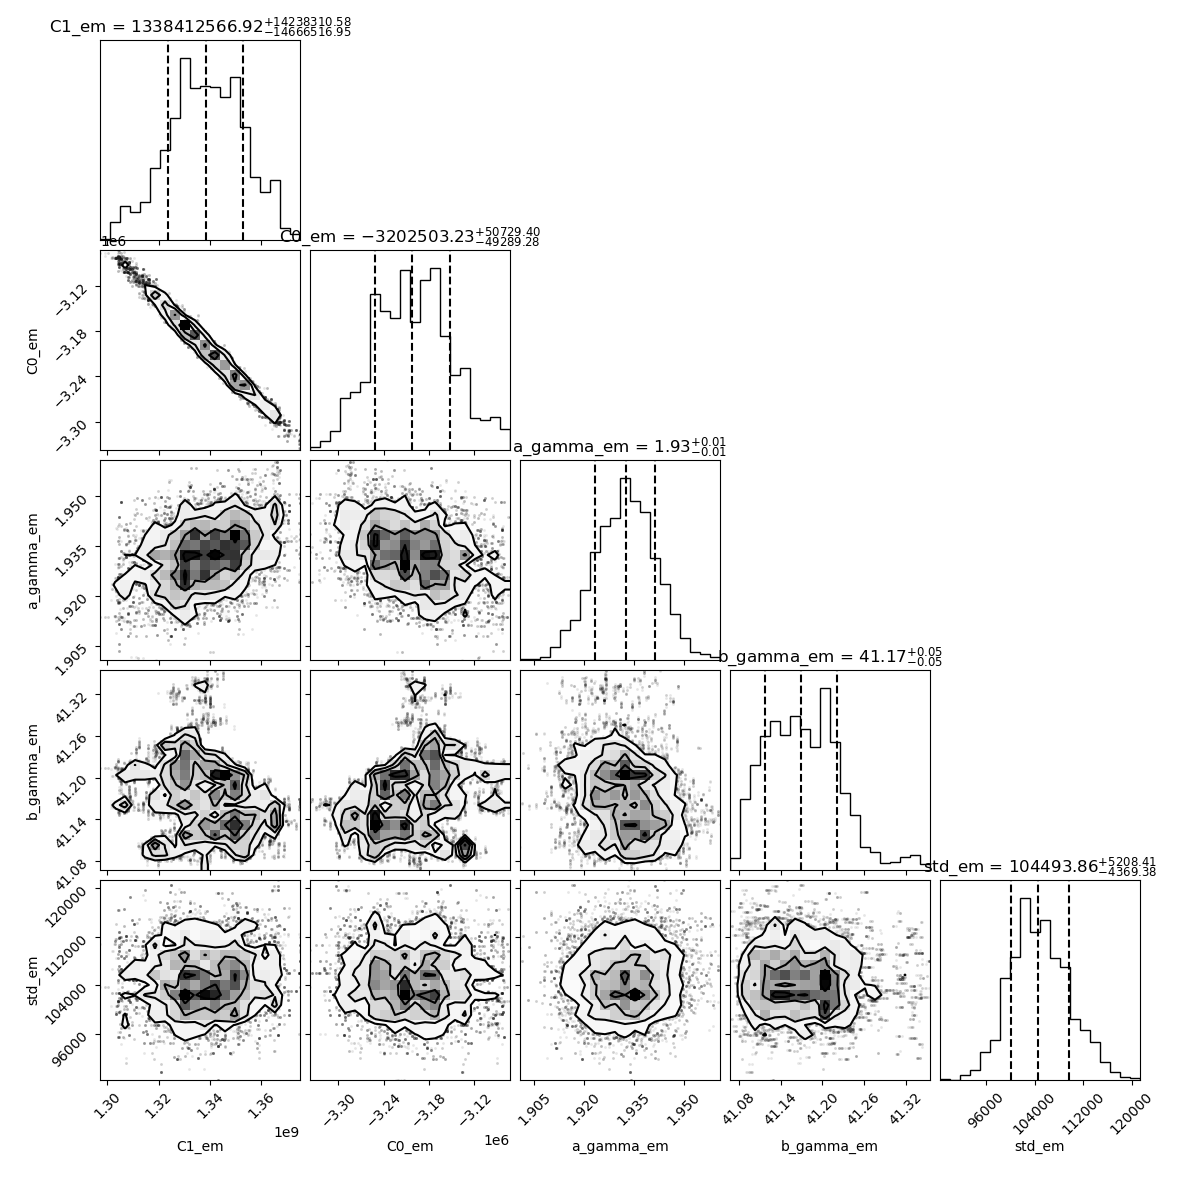 C1_em = 1338412566.92+14238310.58−14666516.95
1e6
C0_em = −3202503.23+50729.40−49289.28
−3.12
−3.18
−3.24
−3.30
C0_em
a_gamma_em = 1.93+0.01−0.01
1.950
1.935
1.920
1.905
a_gamma_em
b_gamma_em = 41.17+0.05−0.05
41.32
41.26
41.20
41.14
41.08
b_gamma_em
std_em = 104493.86+5208.41−4369.38
120000
112000
104000
96000
std_em
1.30 1.32 1.34 1.36
1e9
C1_em
−3.30 −3.24 −3.18 −3.12
1e6
C0_em
1.905 1.920 1.935 1.950
a_gamma_em
41.08 41.14 41.20 41.26 41.32
b_gamma_em
96000 104000 112000 120000
std_em